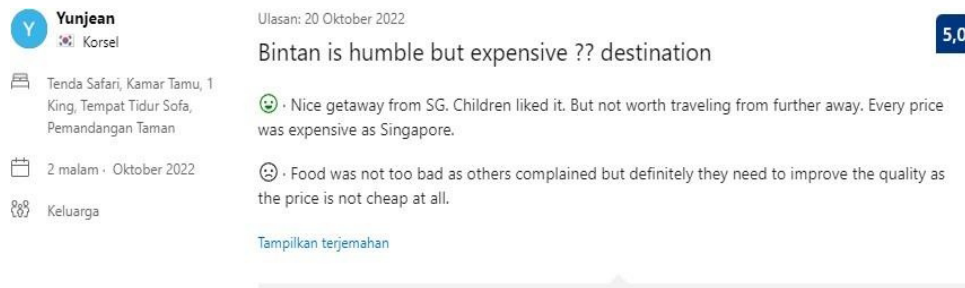 Y
Yunjean
Korsel
Tenda Safari, Kamar Tamu, 1
King, Tempat Tidur Sofa,
Pemandangan Taman
2 malam · Oktober 2022
Keluarga
Ulasan: 20 Oktober 2022
Bintan is humble but expensive ?? destination
5,0
· Nice getaway from SG. Children liked it. But not worth traveling from further away. Every price
was expensive as Singapore.
· Food was not too bad as others complained but definitely they need to improve the quality as
the price is not cheap at all.
Tampilkan terjemahan